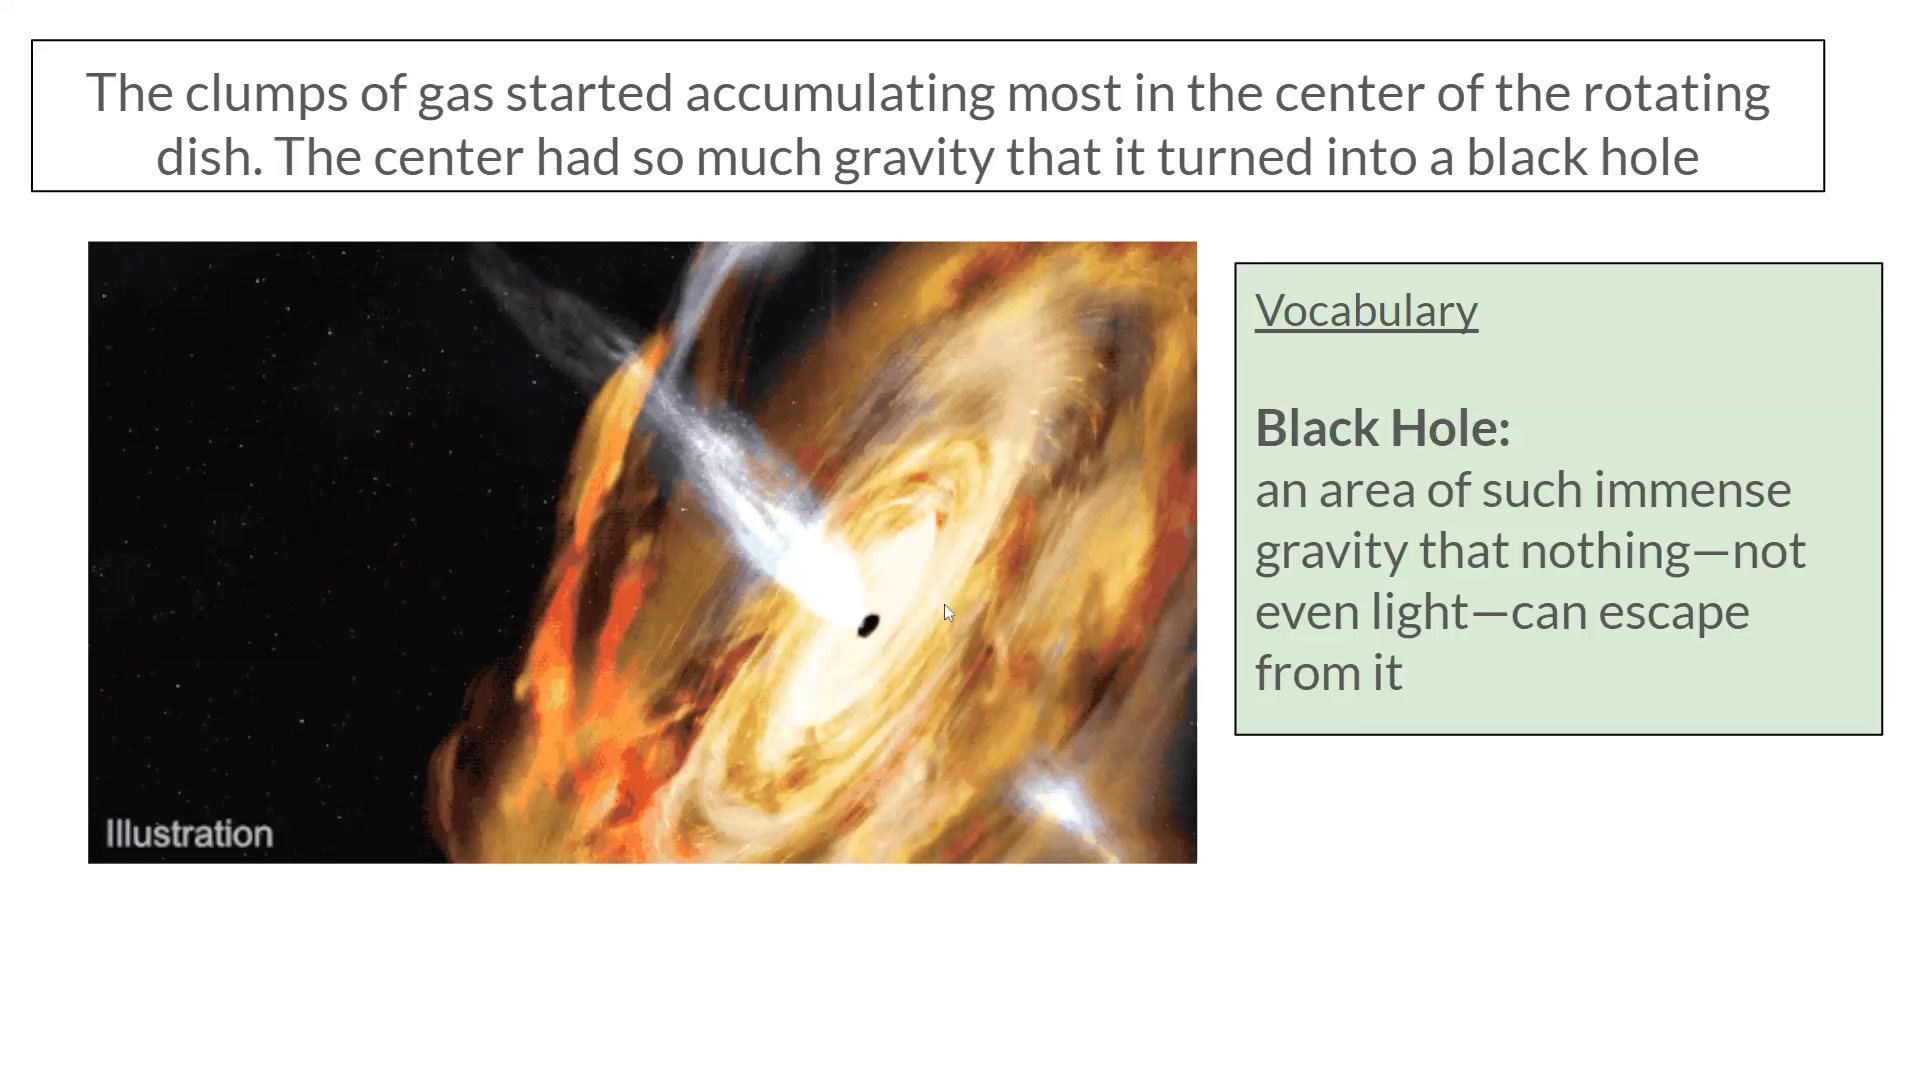 The clumps of gas started accumulating most in the center of the rotating
dish. The center had so much gravity that it turned into a black hole
Vocabulary
Black Hole:
an area of such immense
gravity that nothing—not
even light—can escape
from it
Illustration